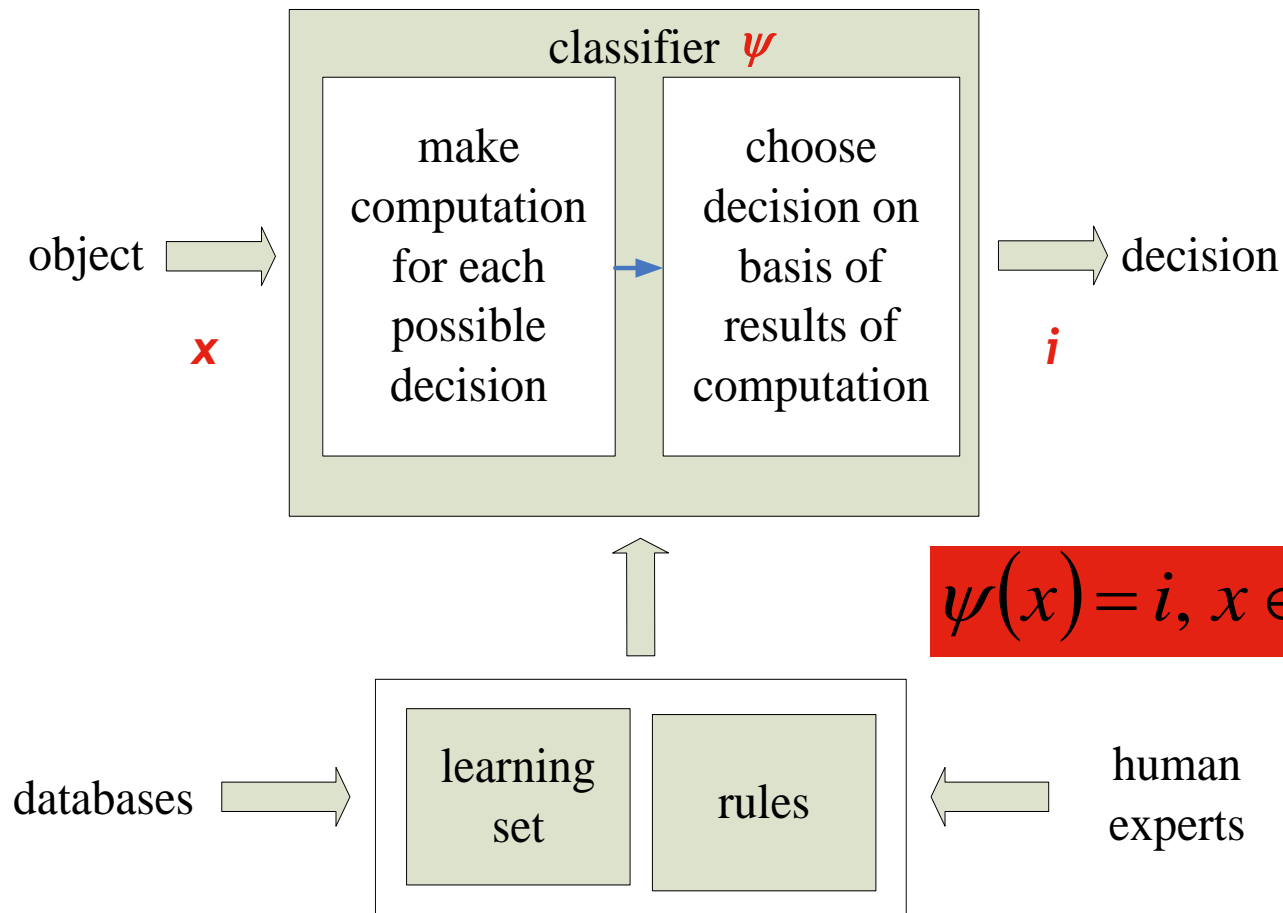 classifier ψ
make
computation
for each
possible
decision
choose
decision on
basis of
results of
computation
object
x
decision
i
ψ(x)=i, x ∈
databases
learning
set
rules
human
experts